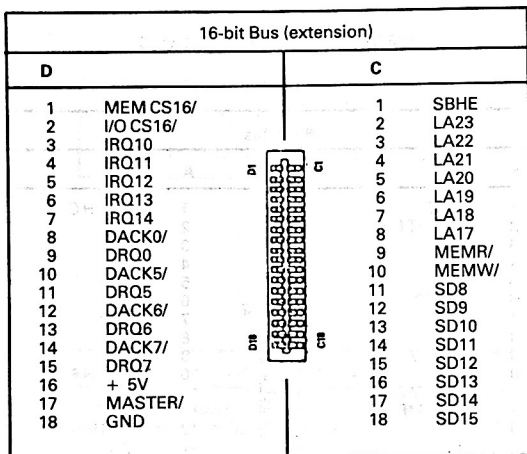 16-bit Bus (extension)
D C
1 MEM CS16/ 1 SBHE
2 I/O CS16/ 2 LA23
3 IRQ10 3 LA22
4 IRQ11 4 LA21
5 IRQ12 5 LA20
6 IRQ13 6 LA19
7 IRQ14 7 LA18
8 DACK0/ 8 LA17
9 DRQ0 9 MEMR/
10 DACK5/ 10 MEMW/
11 DRQ5 11 SD8
12 DACK6/ 12 SD9
13 DRQ6 13 SD10
14 DACK7/ 14 SD11
15 DRQ7 15 SD12
16 + 5V 16 SD13
17 MASTER/ 17 SD14
18 GND 18 SD15
D1 C1
D18 C18